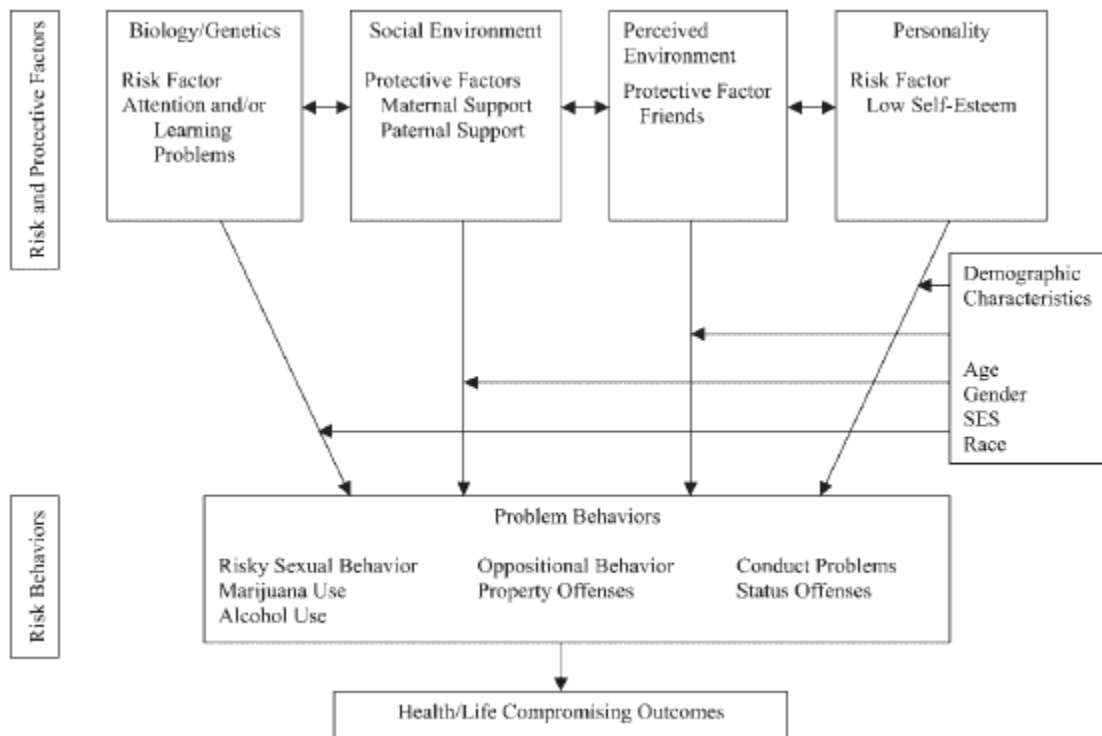 Risk and Protective Factors
Biology/Genetics
Risk Factor
Attention and/or
Learning
Problems
Social Environment
Protective Factors
Maternal Support
Paternal Support
Perceived
Environment
Protective Factor
Friends
Personality
Risk Factor
Low Self-Esteem
Demographic
Characteristics
Age
Gender
SES
Race
Risk Behaviors
Problem Behaviors
Risky Sexual Behavior
Marijuana Use
Alcohol Use
Oppositional Behavior
Property Offenses
Conduct Problems
Status Offenses
Health/Life Compromising Outcomes